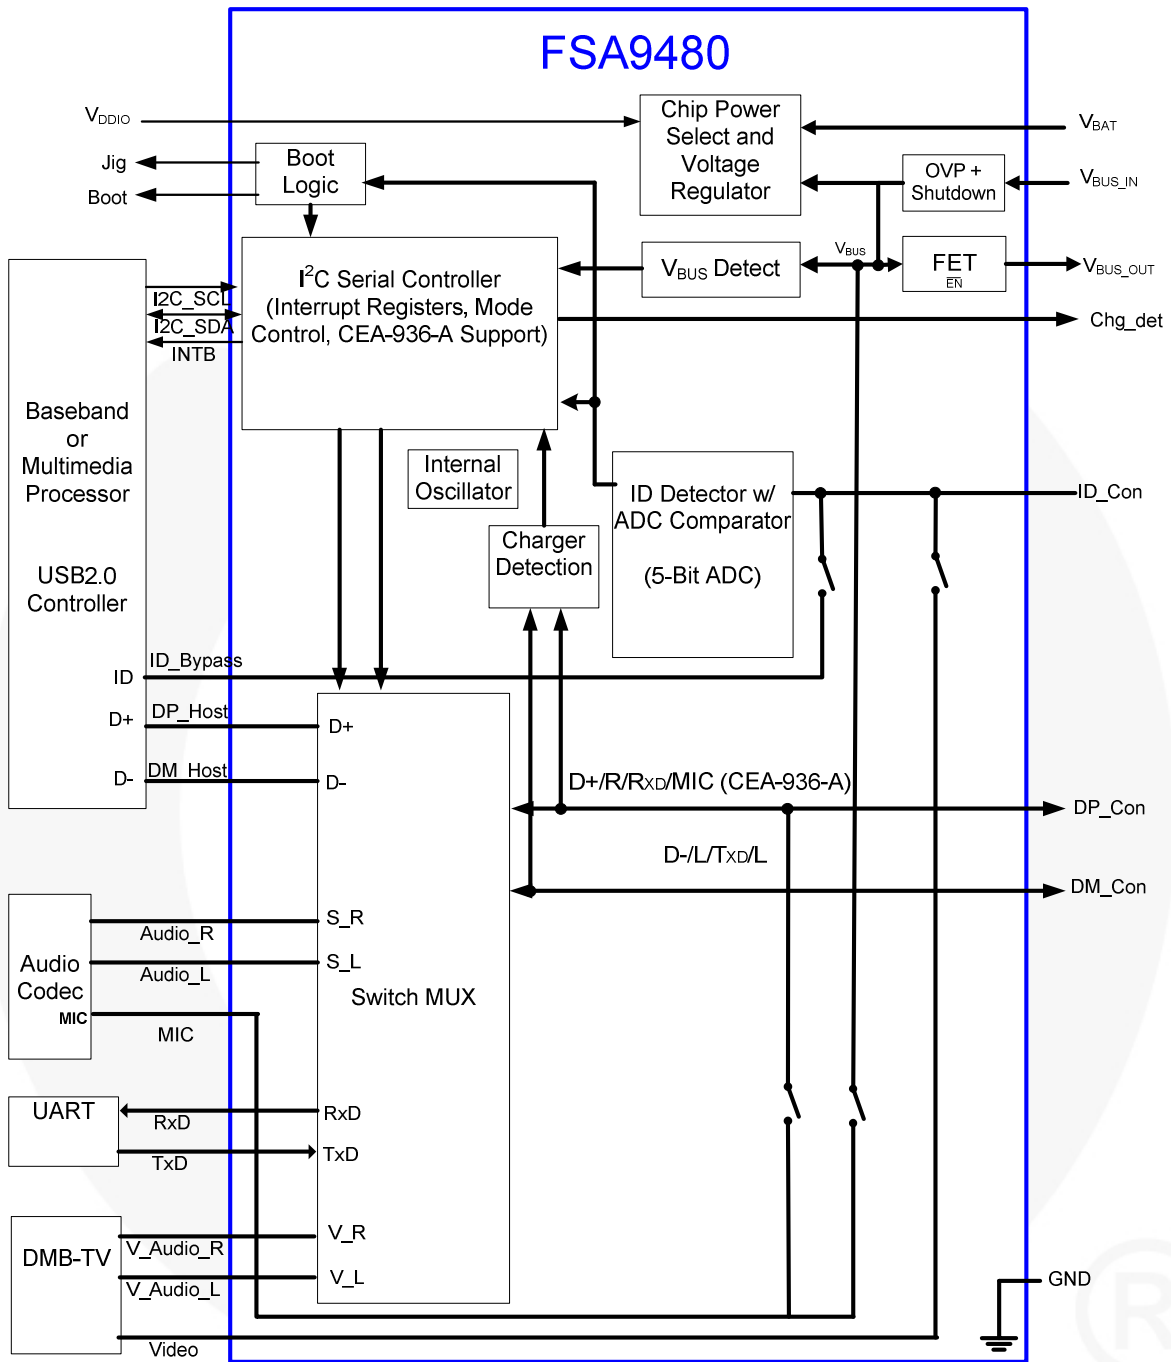 FSA9480
VDDIO
Jig
Boot
Boot
Logic
Chip Power
Select and
Voltage
Regulator
VBAT
OVP +
Shutdown
VBUS_IN
I2C Serial Controller
(Interrupt Registers, Mode
Control, CEA-936-A Support)
VBUS Detect
VBUS
FET
EN
VBUS_OUT
Chg_det
I2C_SCL
I2C_SDA
INTB
Baseband
or
Multimedia
Processor
USB2.0
Controller
Internal
Oscillator
Charger
Detection
ID Detector w/
ADC Comparator
(5-Bit ADC)
ID_Con
ID
ID_Bypass
D+
DP_Host
D+
D-
DM_Host
D-
D+/R/RXD/MIC (CEA-936-A)
DP_Con
D-/L/TXD/L
DM_Con
Audio
Codec
MIC
Audio_R
S_R
Audio_L
S_L
MIC
Switch MUX
UART
RxD
RxD
TxD
TxD
DMB-TV
V_Audio_R
V_R
V_Audio_L
V_L
Video
GND
®